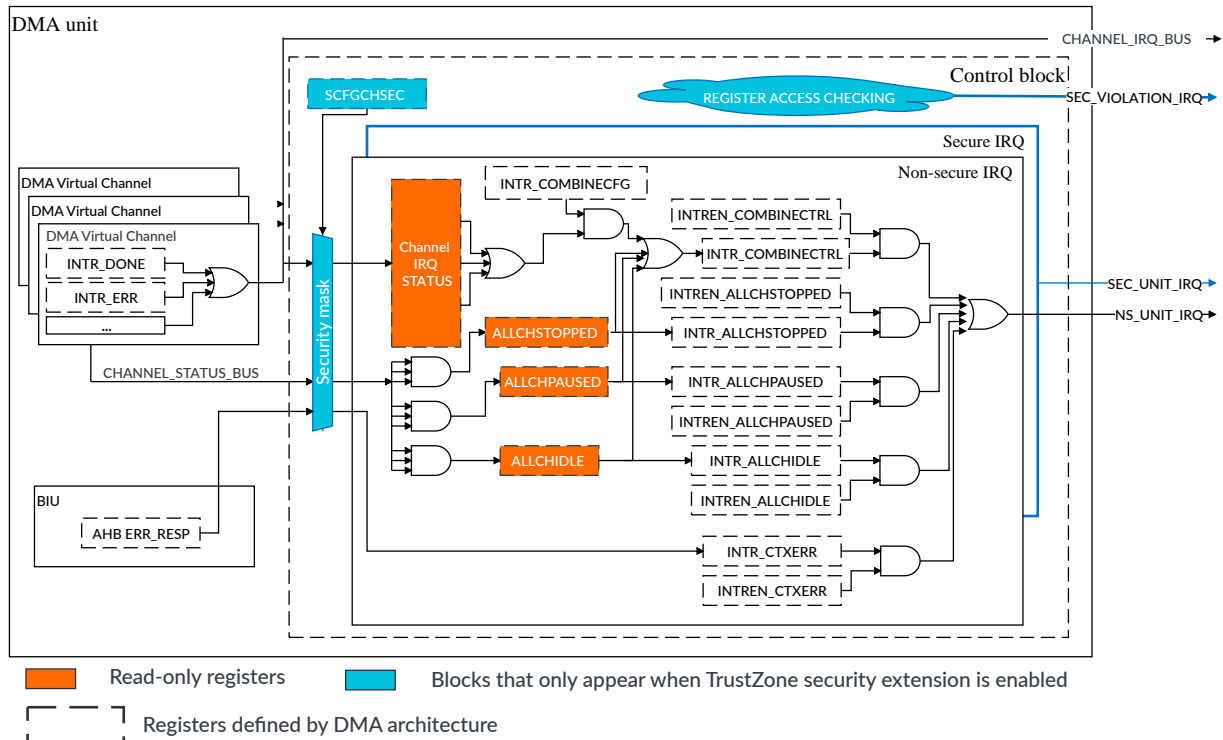 DMA unit
CHANNEL_IRQ_BUS
Control block
SCFGCHSEC
REGISTER ACCESS CHECKING
SEC_VIOLATION_IRQ
Secure IRQ
Non-secure IRQ
DMA Virtual Channel
DMA Virtual Channel
DMA Virtual Channel
INTR_DONE
INTR_ERR
...
CHANNEL_STATUS_BUS
Security mask
Channel
IRQ
STATUS
INTR_COMBINECFG
INTREN_COMBINECTRL
INTR_COMBINECTRL
INTREN_ALLCHSTOPPED
ALLCHSTOPPED
INTR_ALLCHSTOPPED
ALLCHPAUSED
INTR_ALLCHPAUSED
INTREN_ALLCHPAUSED
ALLCHIDLE
INTR_ALLCHIDLE
INTREN_ALLCHIDLE
SEC_UNIT_IRQ
NS_UNIT_IRQ
BIU
AHB ERR_RESP
INTR_CTXERR
INTREN_CTXERR
Read-only registers
Blocks that only appear when TrustZone security extension is enabled
Registers defined by DMA architecture